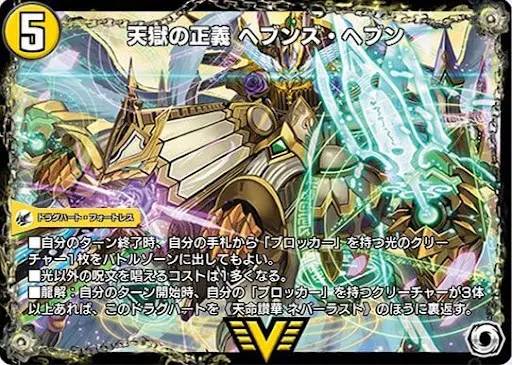 5
天獄の正義 ヘブンズ・ヘブン
ドラグハート・フォートレス
■自分のターン終了時、自分の手札から「ブロッカー」を持つ光のクリー
チャー1枚をバトルゾーンに出してもよい。
■光以外の呪文を唱えるコストは1多くなる。
■龍解:自分のターン開始時、自分の「ブロッカー」を持つクリーチャーが3体
以上あれば、このドラグハートを《天命讃華 ネバーラスト》のほうに裏返す。
V